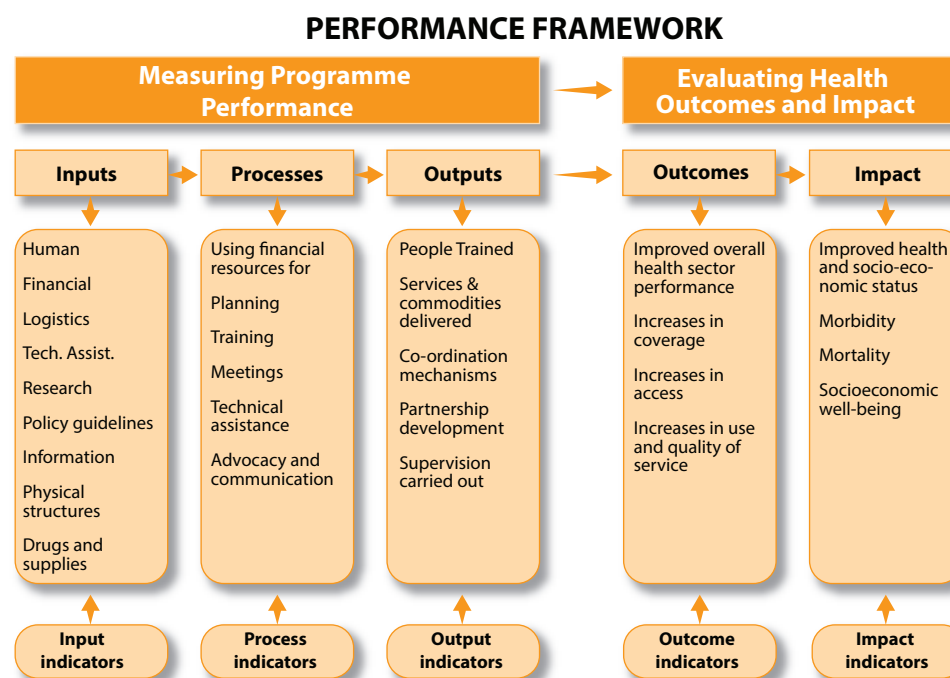 PERFORMANCE FRAMEWORK
Measuring Programme
Performance
Evaluating Health
Outcomes and Impact
Inputs
Processes
Outputs
Outcomes
Impact
Human
Financial
Logistics
Tech. Assist.
Research
Policy guidelines
Information
Physical
structures
Drugs and
supplies
Using financial
resources for
Planning
Training
Meetings
Technical
assistance
Advocacy and
communication
People Trained
Services &
commodities
delivered
Co-ordination
mechanisms
Partnership
development
Supervision
carried out
Improved overall
health sector
performance
Increases in
coverage
Increases in
access
Increases in use
and quality of
service
Improved health
and socio-eco-
nomic status
Morbidity
Mortality
Socioeconomic
well-being
Input
indicators
Process
indicators
Output
indicators
Outcome
indicators
Impact
indicators